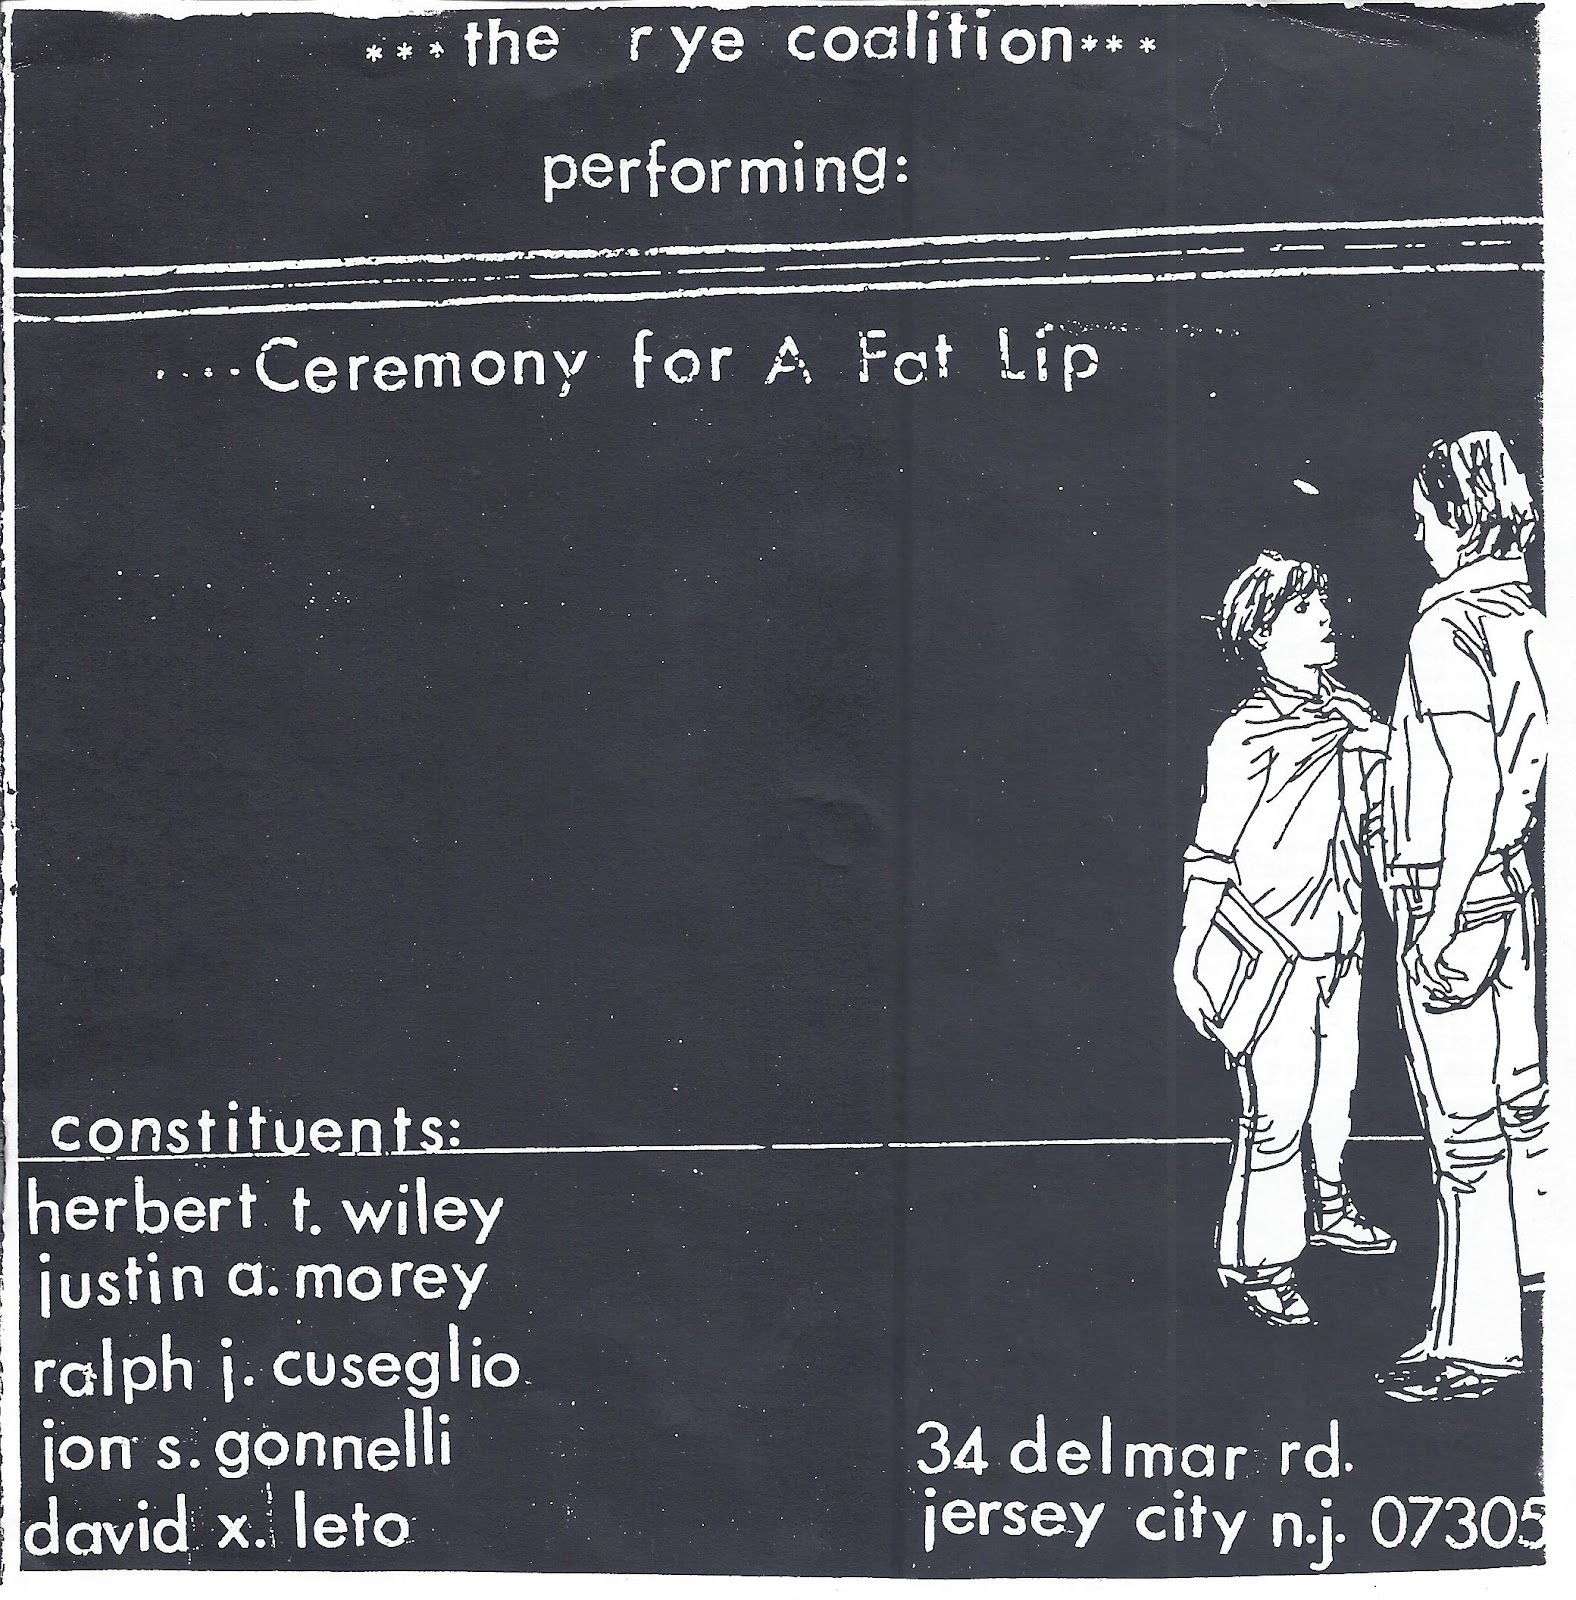 ***the rye coalition***
performing:
....Ceremony for A Fat Lip
constituents:
herbert t. wiley
justin a. morey
ralph j. cuseglio
jon s. gonnelli
david x. leto
34 delmar rd.
jersey city n.j. 07305